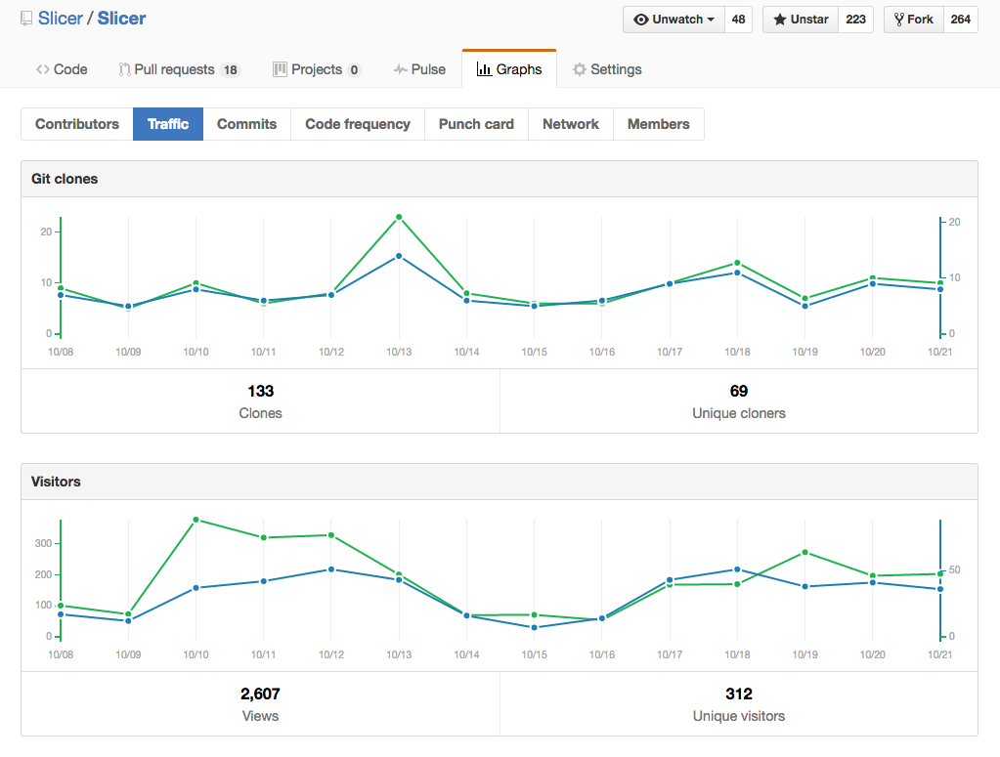 Slicer / Slicer Unwatch 48 Unstar 223 Fork 264
Code Pull requests 18 Projects 0 Pulse Graphs Settings
Contributors Traffic Commits Code frequency Punch card Network Members
Git clones
20 20
10 10
0 0
10/08 10/09 10/10 10/11 10/12 10/13 10/14 10/15 10/16 10/17 10/18 10/19 10/20 10/21
133 69
Clones Unique cloners
Visitors
300
200 50
100
0 0
10/08 10/09 10/10 10/11 10/12 10/13 10/14 10/15 10/16 10/17 10/18 10/19 10/20 10/21
2,607 312
Views Unique visitors